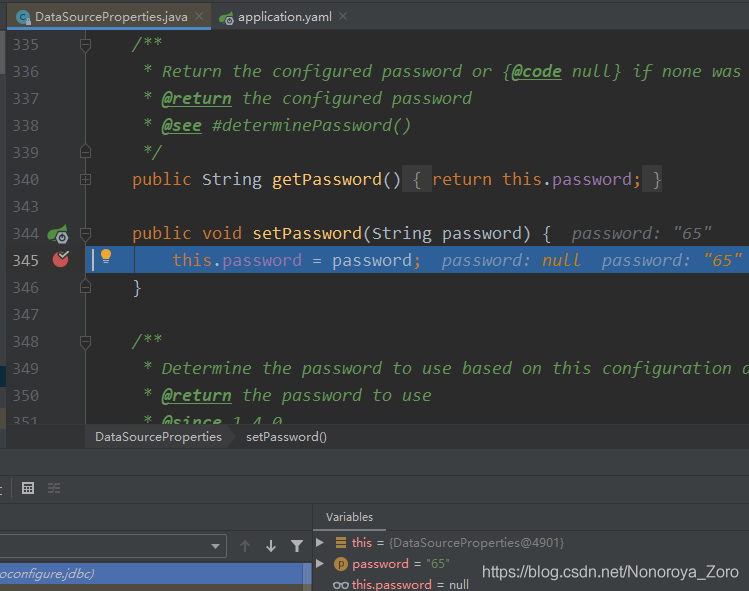 DataSourceProperties.java application.yaml
335 /**
336 * Return the configured password or {@code null} if none was
337 * @return the configured password
338 * @see #determinePassword()
339 */
340 public String getPassword() { return this.password; }
343
344 public void setPassword(String password) { password: "65"
345 this.password = password; password: null password: "65"
346 }
347
348 /**
349 * Determine the password to use based on this configuration
350 * @return the password to use
351 * @since 1.4.0
DataSourceProperties setPassword()
Variables
this = {DataSourceProperties@4901}
oconfigure.jdbc)
password = "65"
this.password = null
https://blog.csdn.net/Nonoroya_Zoro